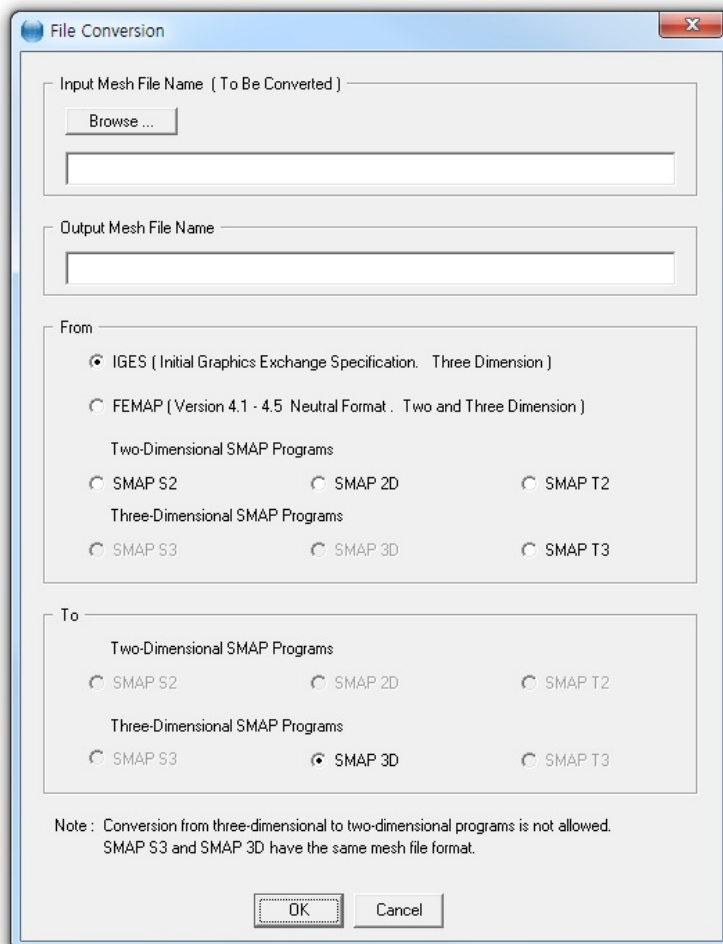 File Conversion
Input Mesh File Name ( To Be Converted )
Browse ...
Output Mesh File Name
From
IGES ( Initial Graphics Exchange Specification. Three Dimension )
FEMAP ( Version 4.1 - 4.5 Neutral Format . Two and Three Dimension )
Two-Dimensional SMAP Programs
SMAP S2 SMAP 2D SMAP T2
Three-Dimensional SMAP Programs
SMAP S3 SMAP 3D SMAP T3
To
Two-Dimensional SMAP Programs
SMAP S2 SMAP 2D SMAP T2
Three-Dimensional SMAP Programs
SMAP S3 SMAP 3D SMAP T3
Note : Conversion from three-dimensional to two-dimensional programs is not allowed.
SMAP S3 and SMAP 3D have the same mesh file format.
OK Cancel